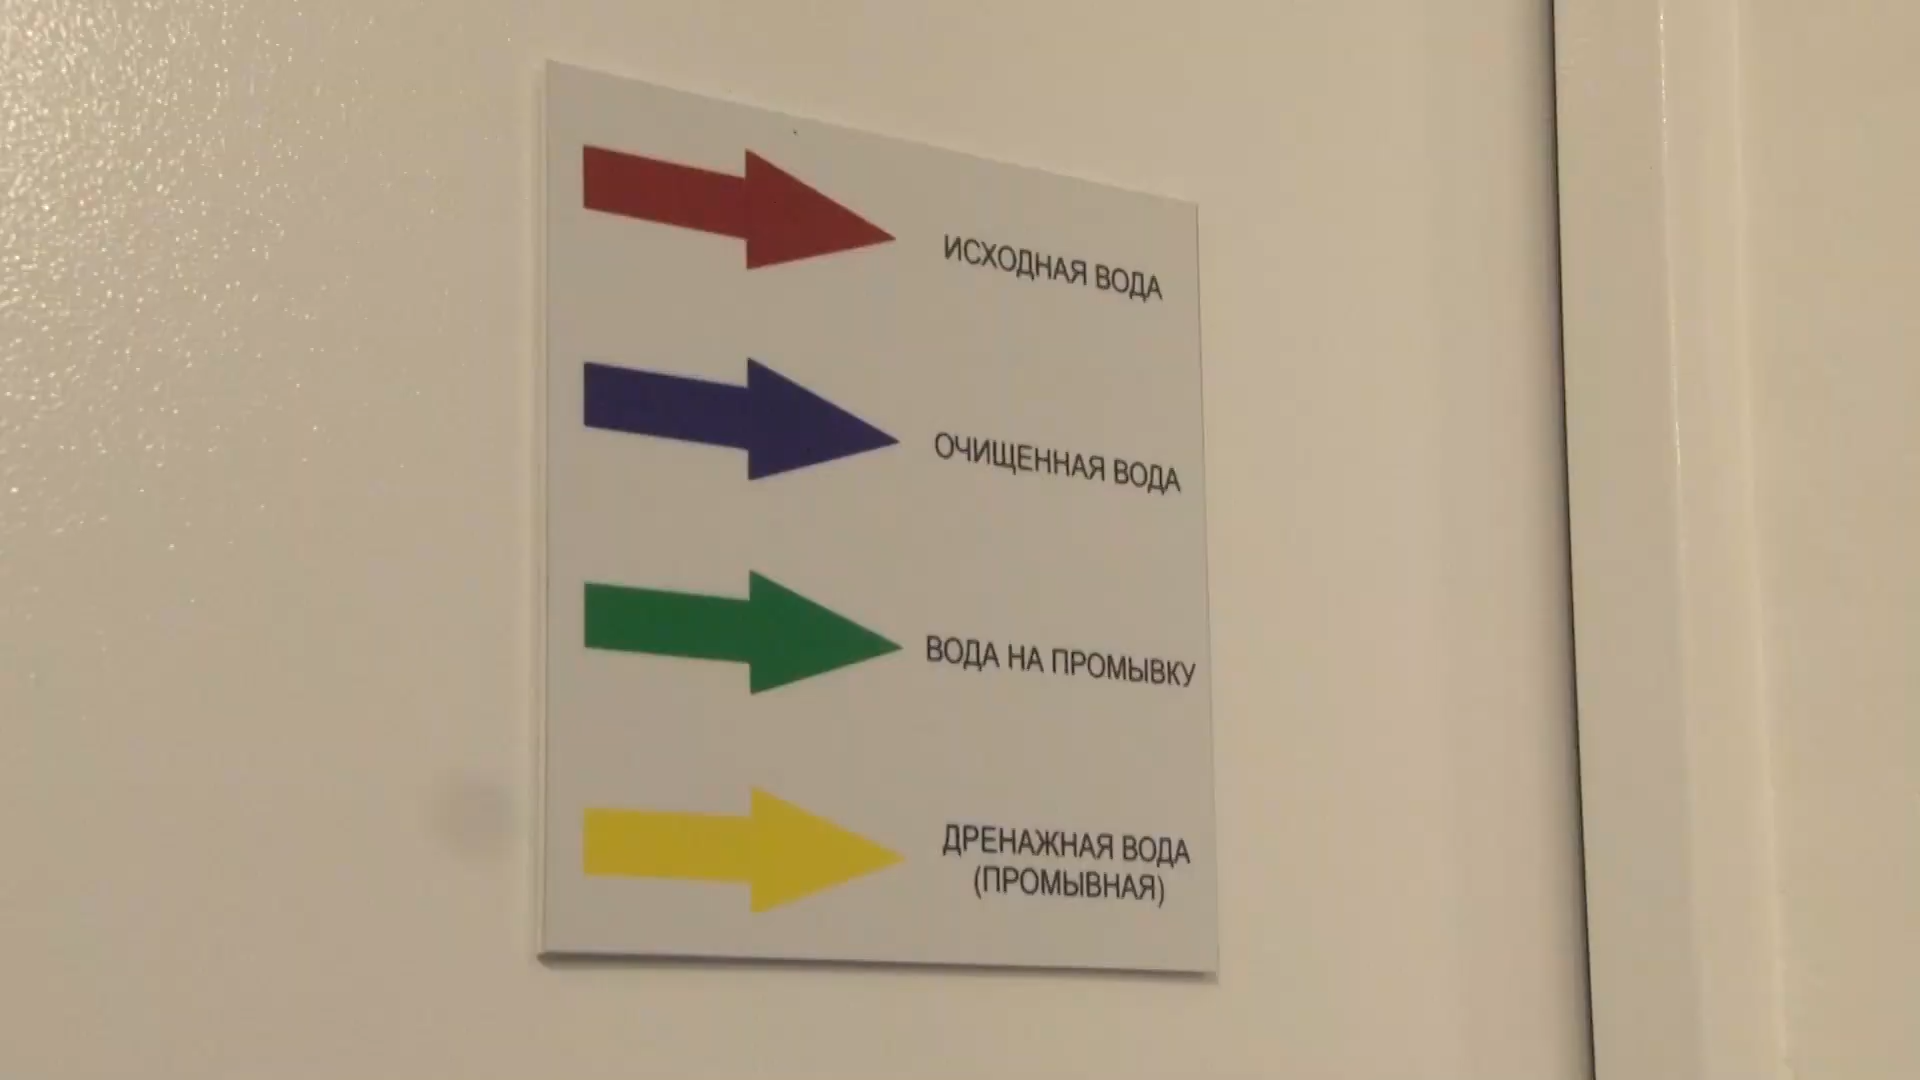 ИСХОДНАЯ ВОДА
ОЧИЩЕННАЯ ВОДА
ВОДА НА ПРОМЫВКУ
ДРЕНАЖНАЯ ВОДА
(ПРОМЫВНАЯ)